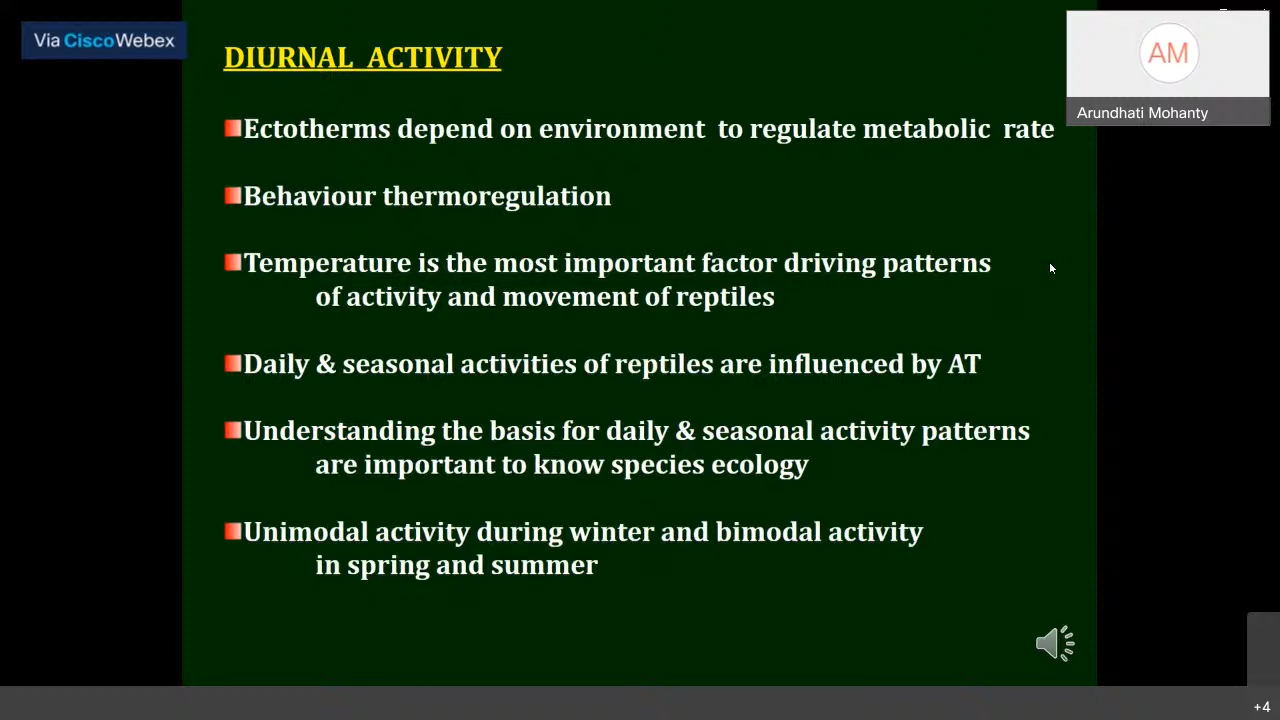 Via CiscoWebex
AM
Arundhati Mohanty
DIURNAL ACTIVITY
Ectotherms depend on environment to regulate metabolic rate
Behaviour thermoregulation
Temperature is the most important factor driving patterns
of activity and movement of reptiles
Daily & seasonal activities of reptiles are influenced by AT
Understanding the basis for daily & seasonal activity patterns
are important to know species ecology
Unimodal activity during winter and bimodal activity
in spring and summer
+4